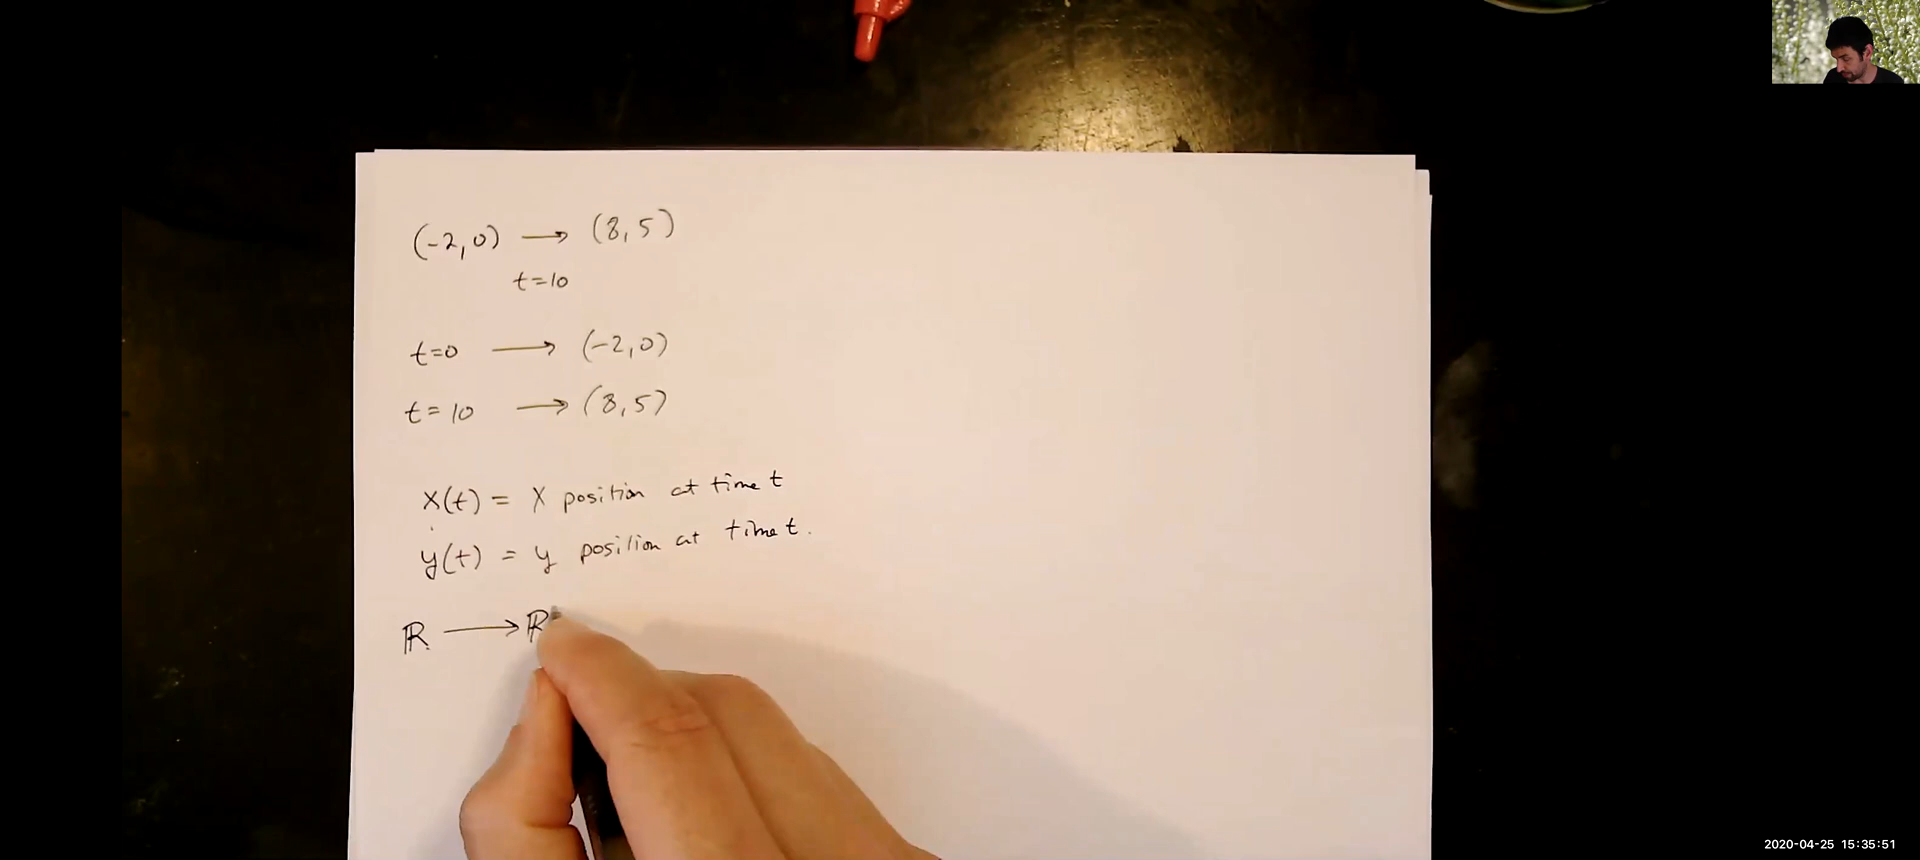 (-2,0) ⟶ (8,5)
t=10
t=0 ⟶ (-2,0)
t=10 ⟶ (8,5)
x(t) = x position at time t
y(t) = y position at time t.
ℝ ⟶ ℝ
2020-04-25 15:35:51